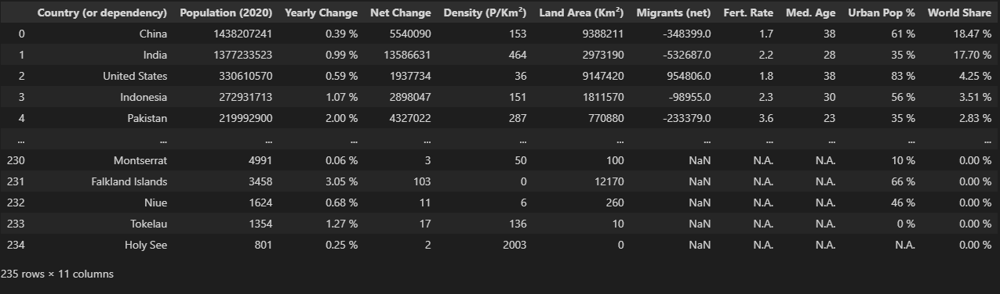 Country (or dependency) Population (2020) Yearly Change Net Change Density (P/Km²) Land Area (Km²) Migrants (net) Fert. Rate Med. Age Urban Pop % World Share
0 China 1438207241 0.39 % 5540090 153 9388211 -348399.0 1.7 38 61 % 18.47 %
1 India 1377233523 0.99 % 13586631 464 2973190 -532687.0 2.2 28 35 % 17.70 %
2 United States 330610570 0.59 % 1937734 36 9147420 954806.0 1.8 38 83 % 4.25 %
3 Indonesia 272931713 1.07 % 2898047 151 1811570 -98955.0 2.3 30 56 % 3.51 %
4 Pakistan 219992900 2.00 % 4327022 287 770880 -233379.0 3.6 23 35 % 2.83 %
... ... ... ... ... ... ... ... ... ... ... ...
230 Montserrat 4991 0.06 % 3 50 100 NaN N.A. N.A. 10 % 0.00 %
231 Falkland Islands 3458 3.05 % 103 0 12170 NaN N.A. N.A. 66 % 0.00 %
232 Niue 1624 0.68 % 11 6 260 NaN N.A. N.A. 46 % 0.00 %
233 Tokelau 1354 1.27 % 17 136 10 NaN N.A. N.A. 0 % 0.00 %
234 Holy See 801 0.25 % 2 2003 0 NaN N.A. N.A. N.A. 0.00 %
235 rows × 11 columns